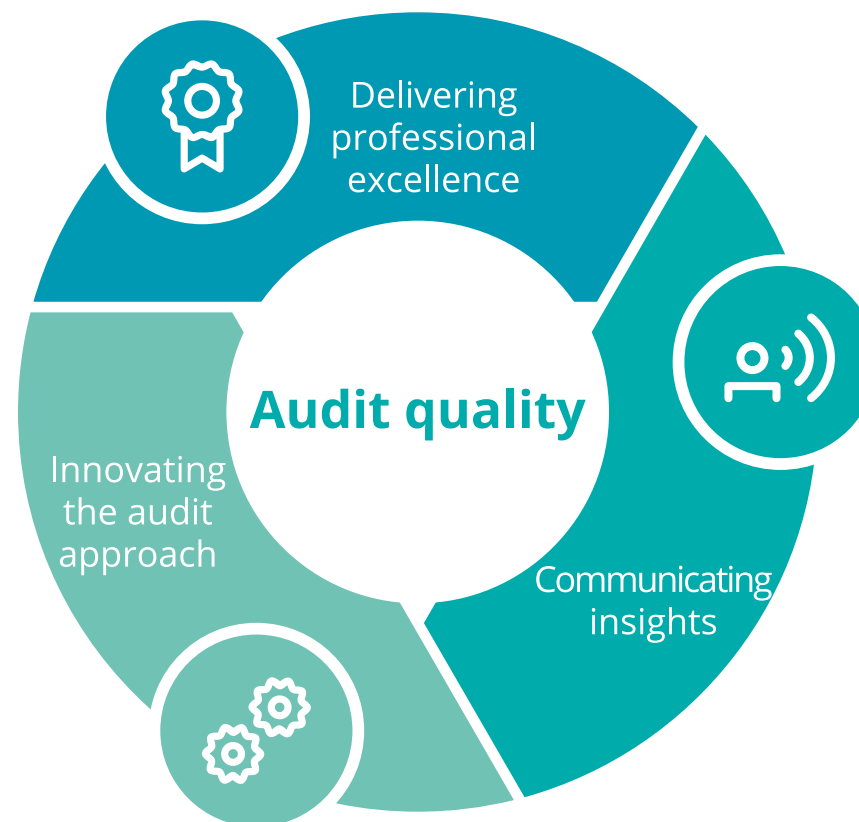 Delivering
professional
excellence
Audit quality
Innovating
the audit
approach
Communicating
insights